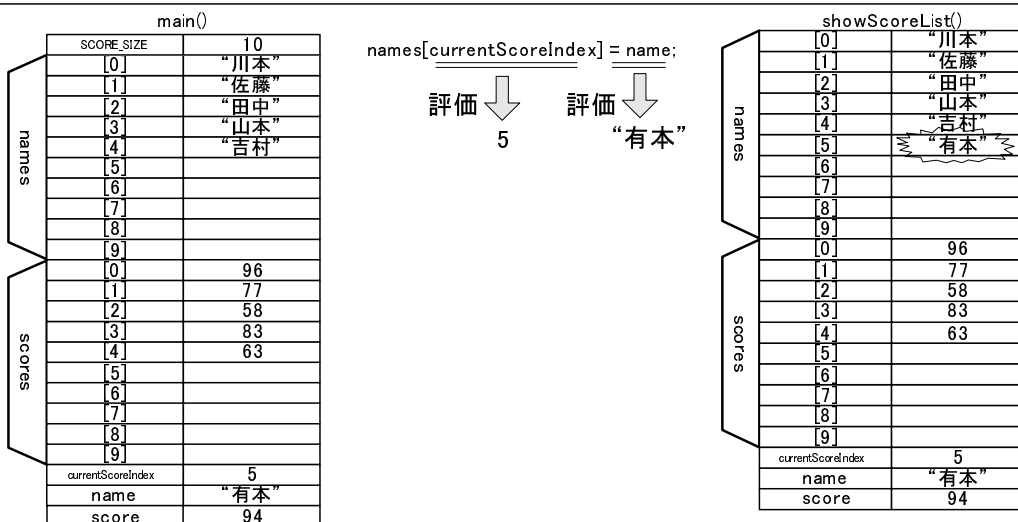 main()
SCORE_SIZE 10
names
[0] “川本”
[1] “佐藤”
[2] “田中”
[3] “山本”
[4] “吉村”
[5]
[6]
[7]
[8]
[9]
scores
[0] 96
[1] 77
[2] 58
[3] 83
[4] 63
[5]
[6]
[7]
[8]
[9]
currentScoreIndex 5
name “有本”
score 94
names[currentScoreIndex] = name;
評価 評価
5 “有本”
showScoreList()
names
[0] “川本”
[1] “佐藤”
[2] “田中”
[3] “山本”
[4] “吉村”
[5] “有本”
[6]
[7]
[8]
[9]
scores
[0] 96
[1] 77
[2] 58
[3] 83
[4] 63
[5]
[6]
[7]
[8]
[9]
currentScoreIndex 5
name “有本”
score 94